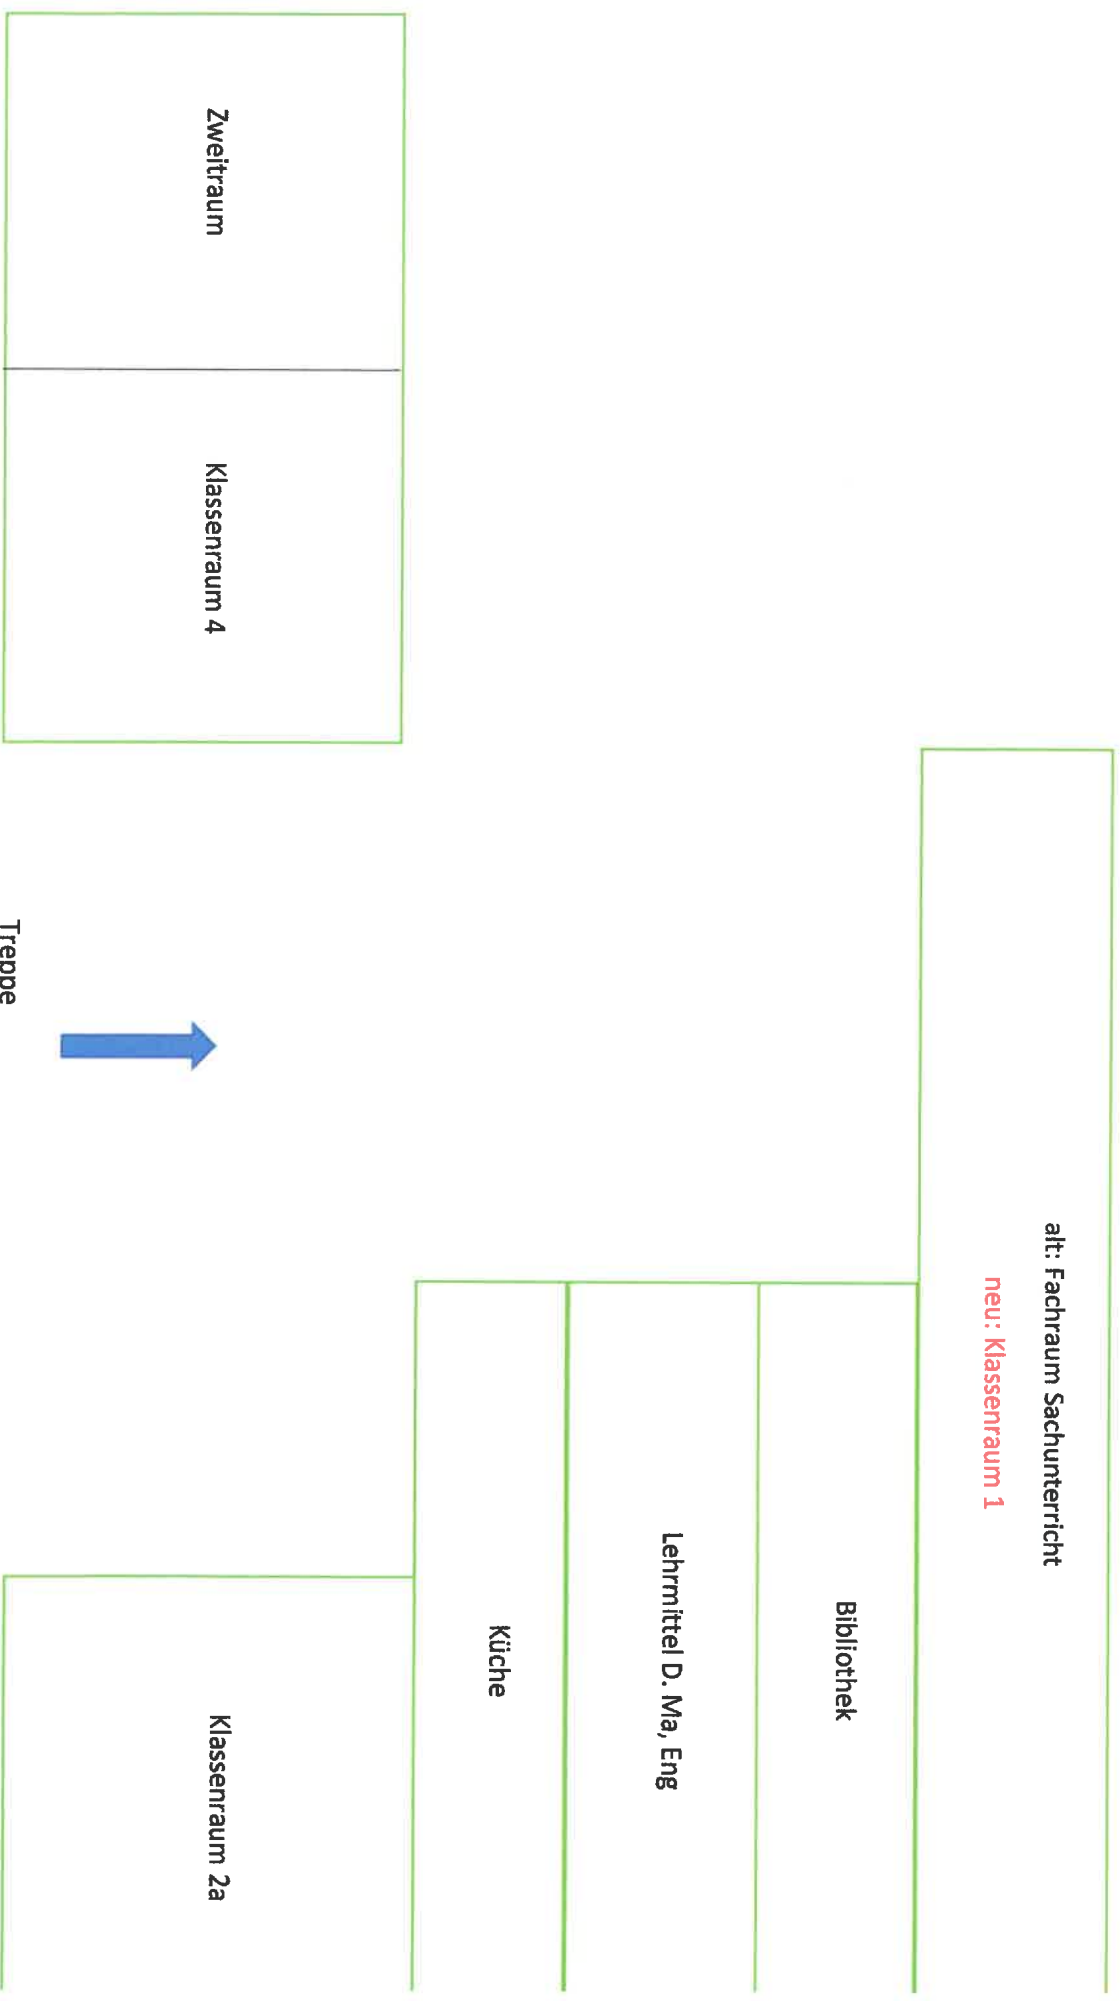 alt: Fachraum Sachunterricht
neu: Klassenraum 1
Bibliothek
Lehrmittel D. Ma, Eng
Küche
Zweitraum
Klassenraum 4
Klassenraum 2a
Treppe